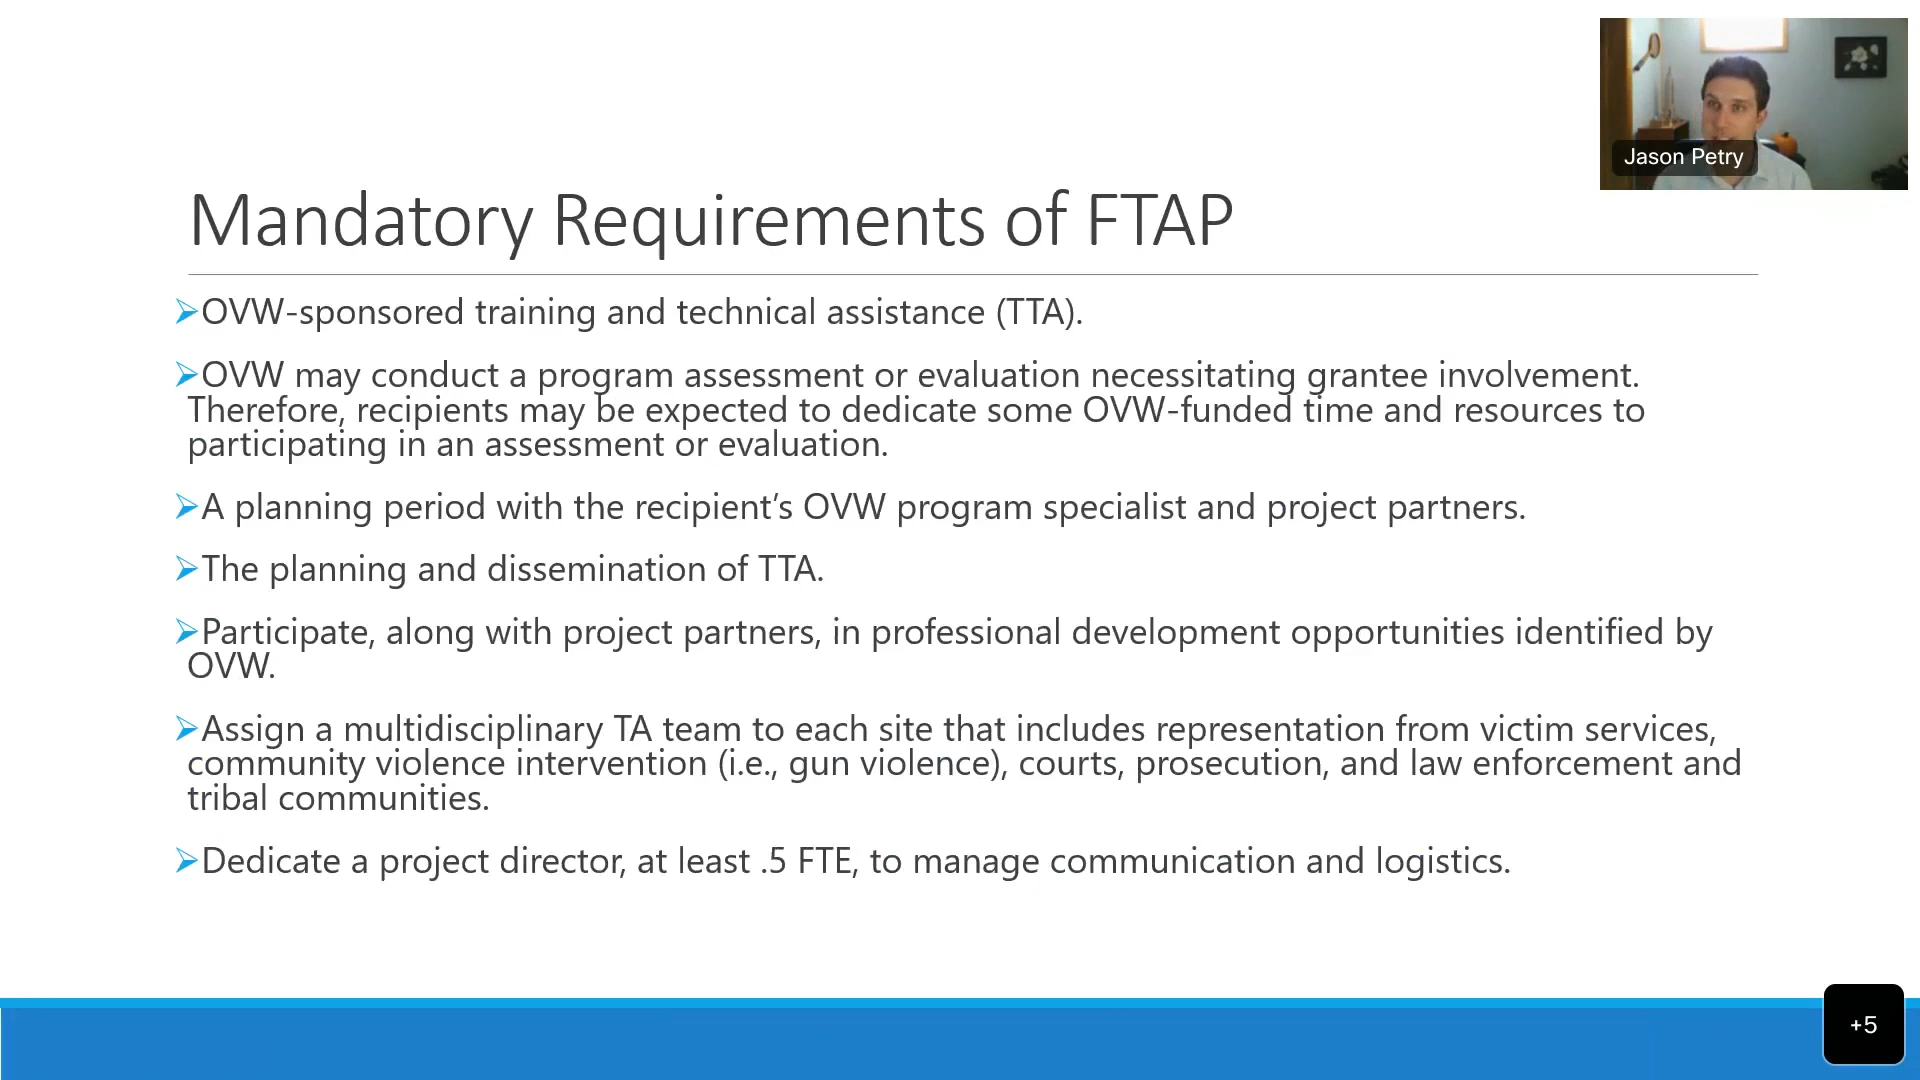 Jason Petry
Mandatory Requirements of FTAP
➢OVW-sponsored training and technical assistance (TTA).
➢OVW may conduct a program assessment or evaluation necessitating grantee involvement.
Therefore, recipients may be expected to dedicate some OVW-funded time and resources to
participating in an assessment or evaluation.
➢A planning period with the recipient’s OVW program specialist and project partners.
➢The planning and dissemination of TTA.
➢Participate, along with project partners, in professional development opportunities identified by
OVW.
➢Assign a multidisciplinary TA team to each site that includes representation from victim services,
community violence intervention (i.e., gun violence), courts, prosecution, and law enforcement and
tribal communities.
➢Dedicate a project director, at least .5 FTE, to manage communication and logistics.
+5